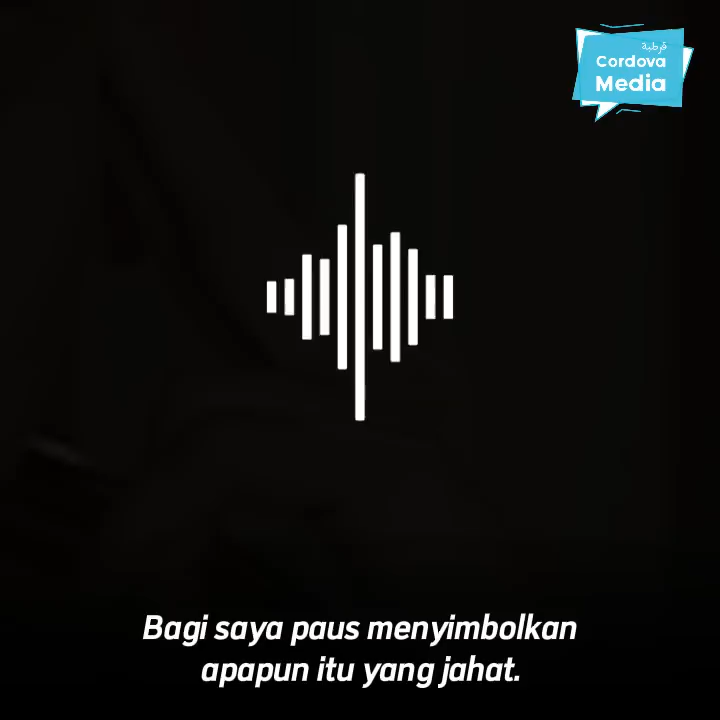 قرطبة
Cordova
Media
Bagi saya paus menyimbolkan
apapun itu yang jahat.